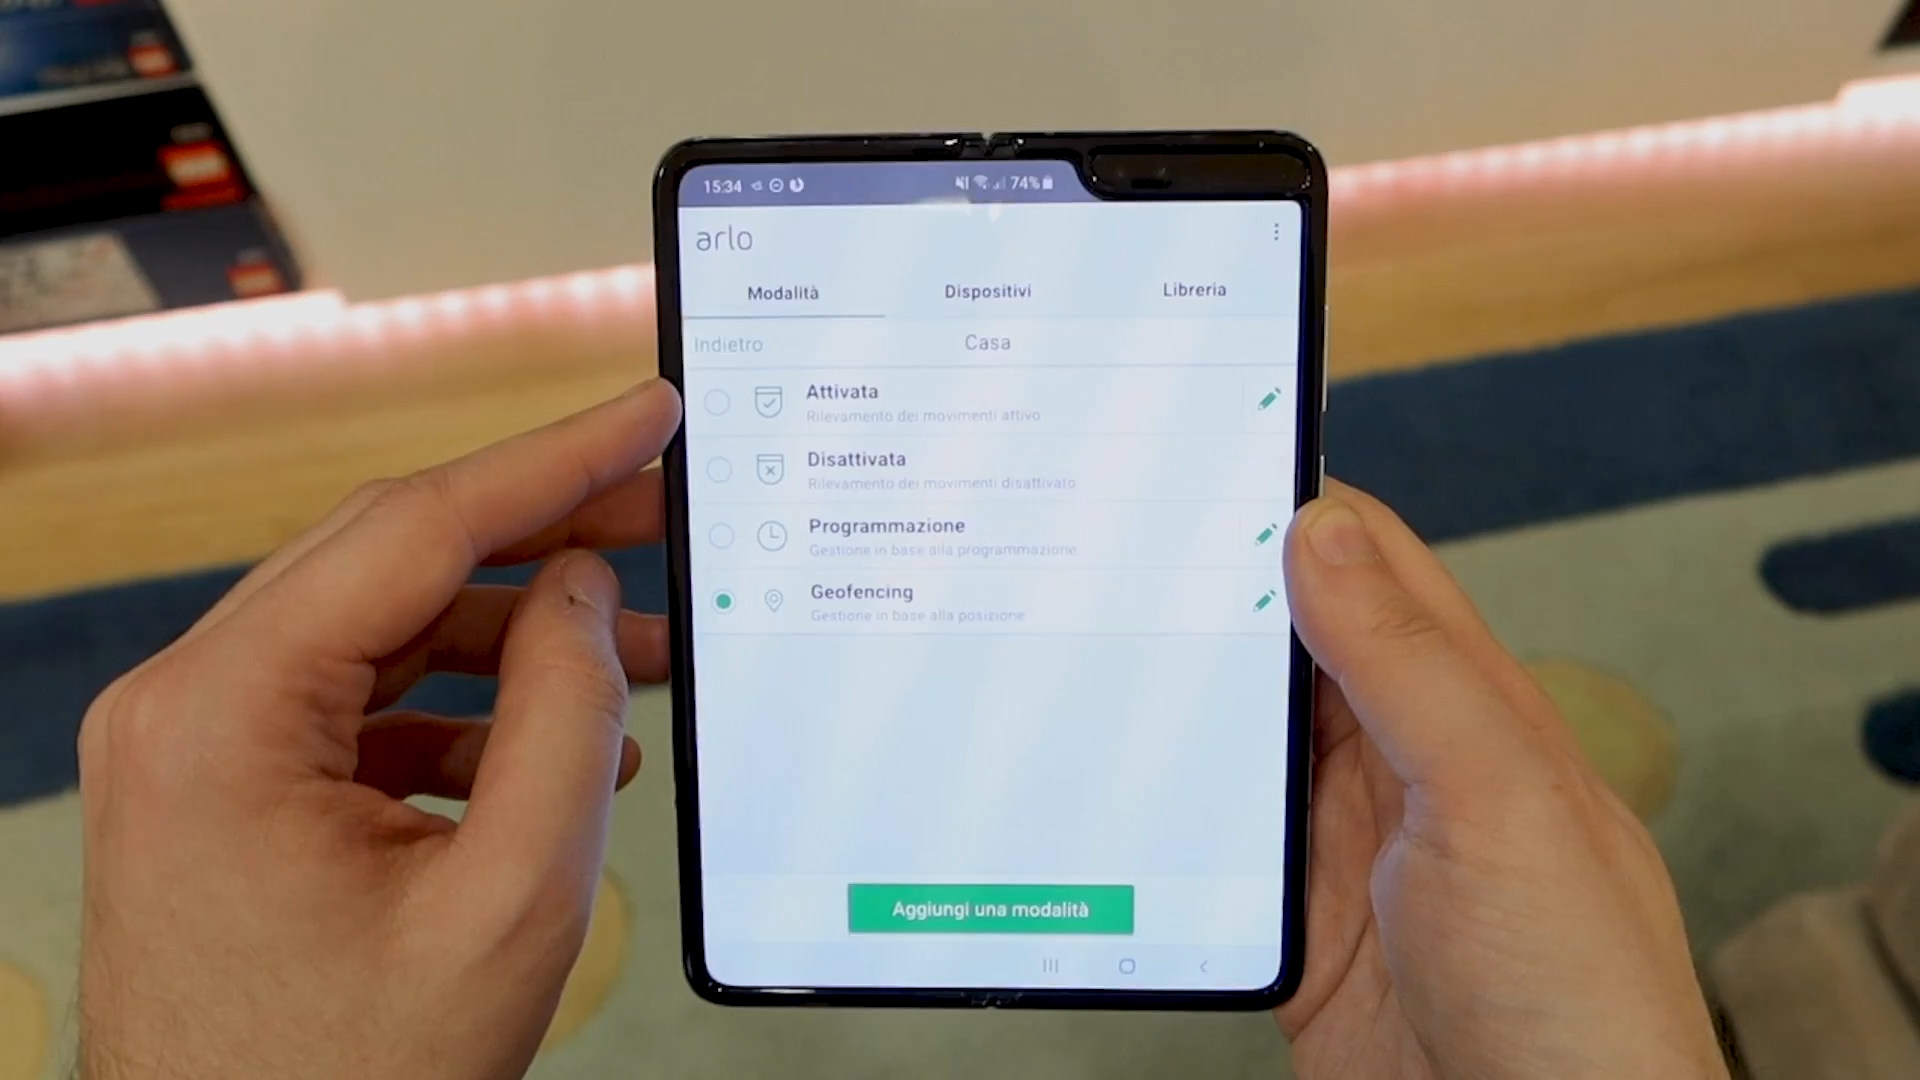 15:34 74%
arlo
Modalità Dispositivi Libreria
Indietro Casa
Attivata
Rilevamento dei movimenti attivo
Disattivata
Rilevamento dei movimenti disattivato
Programmazione
Gestione in base alla programmazione
Geofencing
Gestione in base alla posizione
Aggiungi una modalità